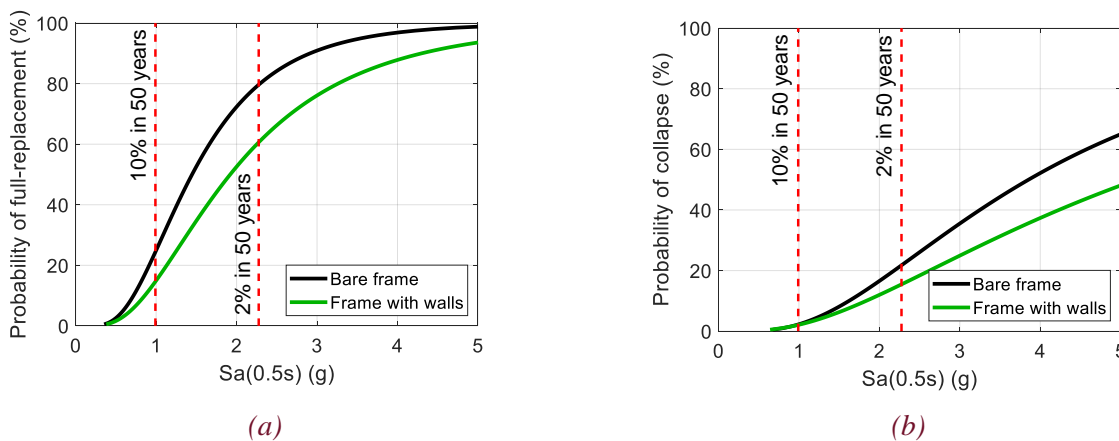 Probability of full-replacement (%)
100
80
60
40
20
0
10% in 50 years
2% in 50 years
Bare frame
Frame with walls
0 1 2 3 4 5
Sa(0.5s) (g)
(a)
Probability of collapse (%)
100
80
60
40
20
0
10% in 50 years
2% in 50 years
Bare frame
Frame with walls
0 1 2 3 4 5
Sa(0.5s) (g)
(b)